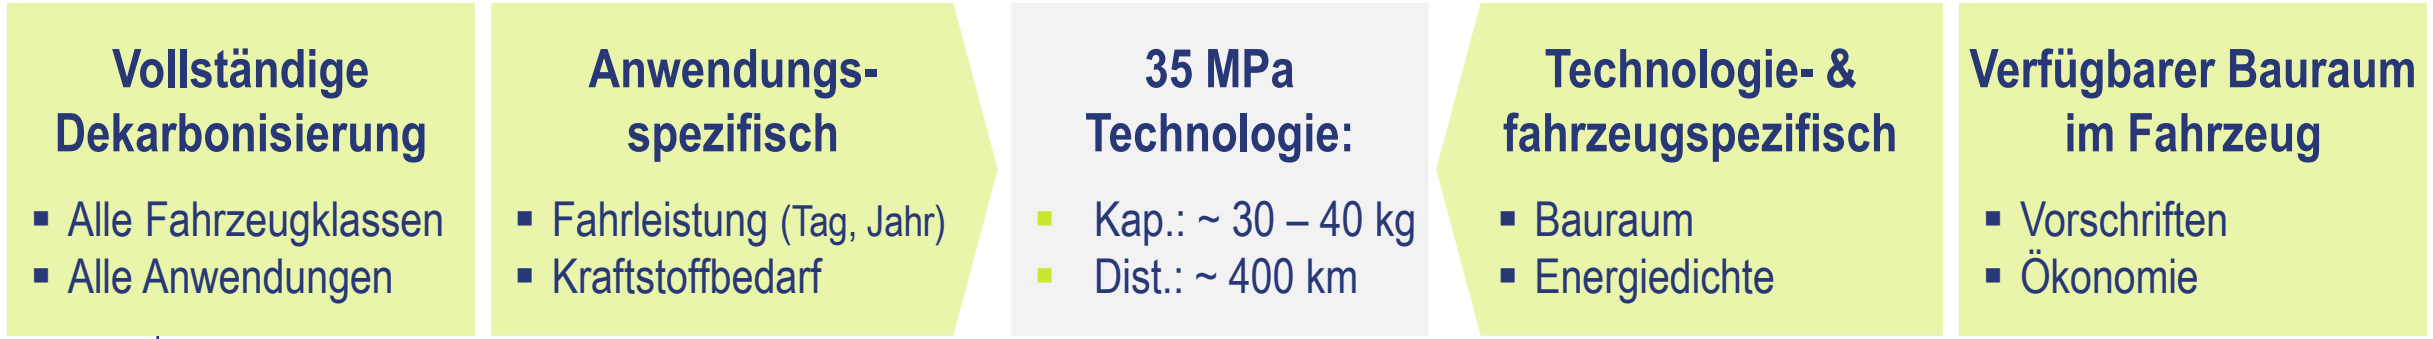 Vollständige
Dekarbonisierung
▪ Alle Fahrzeugklassen
▪ Alle Anwendungen
Anwendungs-
spezifisch
▪ Fahrleistung (Tag, Jahr)
▪ Kraftstoffbedarf
35 MPa
Technologie:
▪ Kap.: ~ 30 – 40 kg
▪ Dist.: ~ 400 km
Technologie- &
fahrzeugspezifisch
▪ Bauraum
▪ Energiedichte
Verfügbarer Bauraum
im Fahrzeug
▪ Vorschriften
▪ Ökonomie